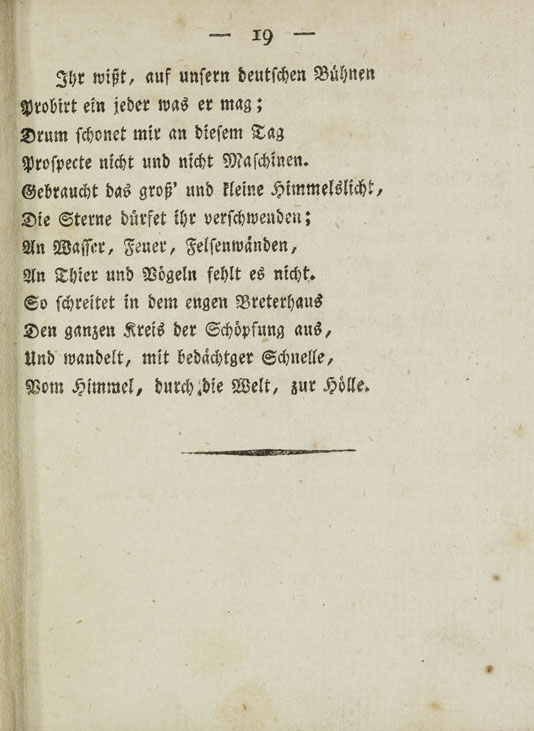 — 19 —
Ihr wißt, auf unsern deutschen Bühnen
Probirt ein jeder was er mag;
Drum schonet mir an diesem Tag
Prospecte nicht und nicht Maschinen.
Gebraucht das groß' und kleine Himmelslicht,
Die Sterne dürfet ihr verschwenden;
An Wasser, Feuer, Felsenwänden,
An Thier und Vögeln fehlt es nicht.
So schreitet in dem engen Breterhaus
Den ganzen Kreis der Schöpfung aus,
Und wandelt, mit bedächtger Schnelle,
Vom Himmel, durch die Welt, zur Hölle.